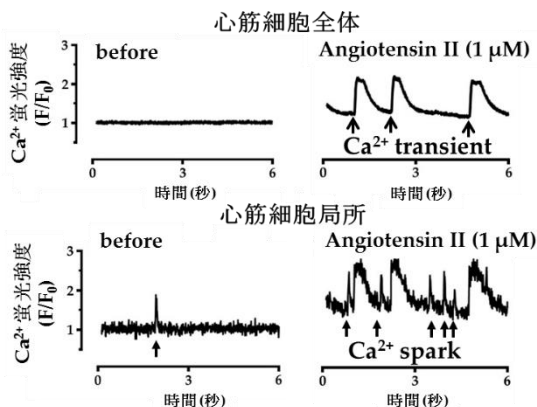 心筋細胞全体
before
Angiotensin II (1 μM)
Ca²⁺ 蛍光強度
(F/F₀)
3
2
1
Ca²⁺ transient
0 3 6
時間(秒)
0 3 6
時間(秒)
心筋細胞局所
before
Angiotensin II (1 μM)
Ca²⁺ 蛍光強度
(F/F₀)
3
2
1
Ca²⁺ spark
0 3 6
時間(秒)
0 3 6
時間(秒)